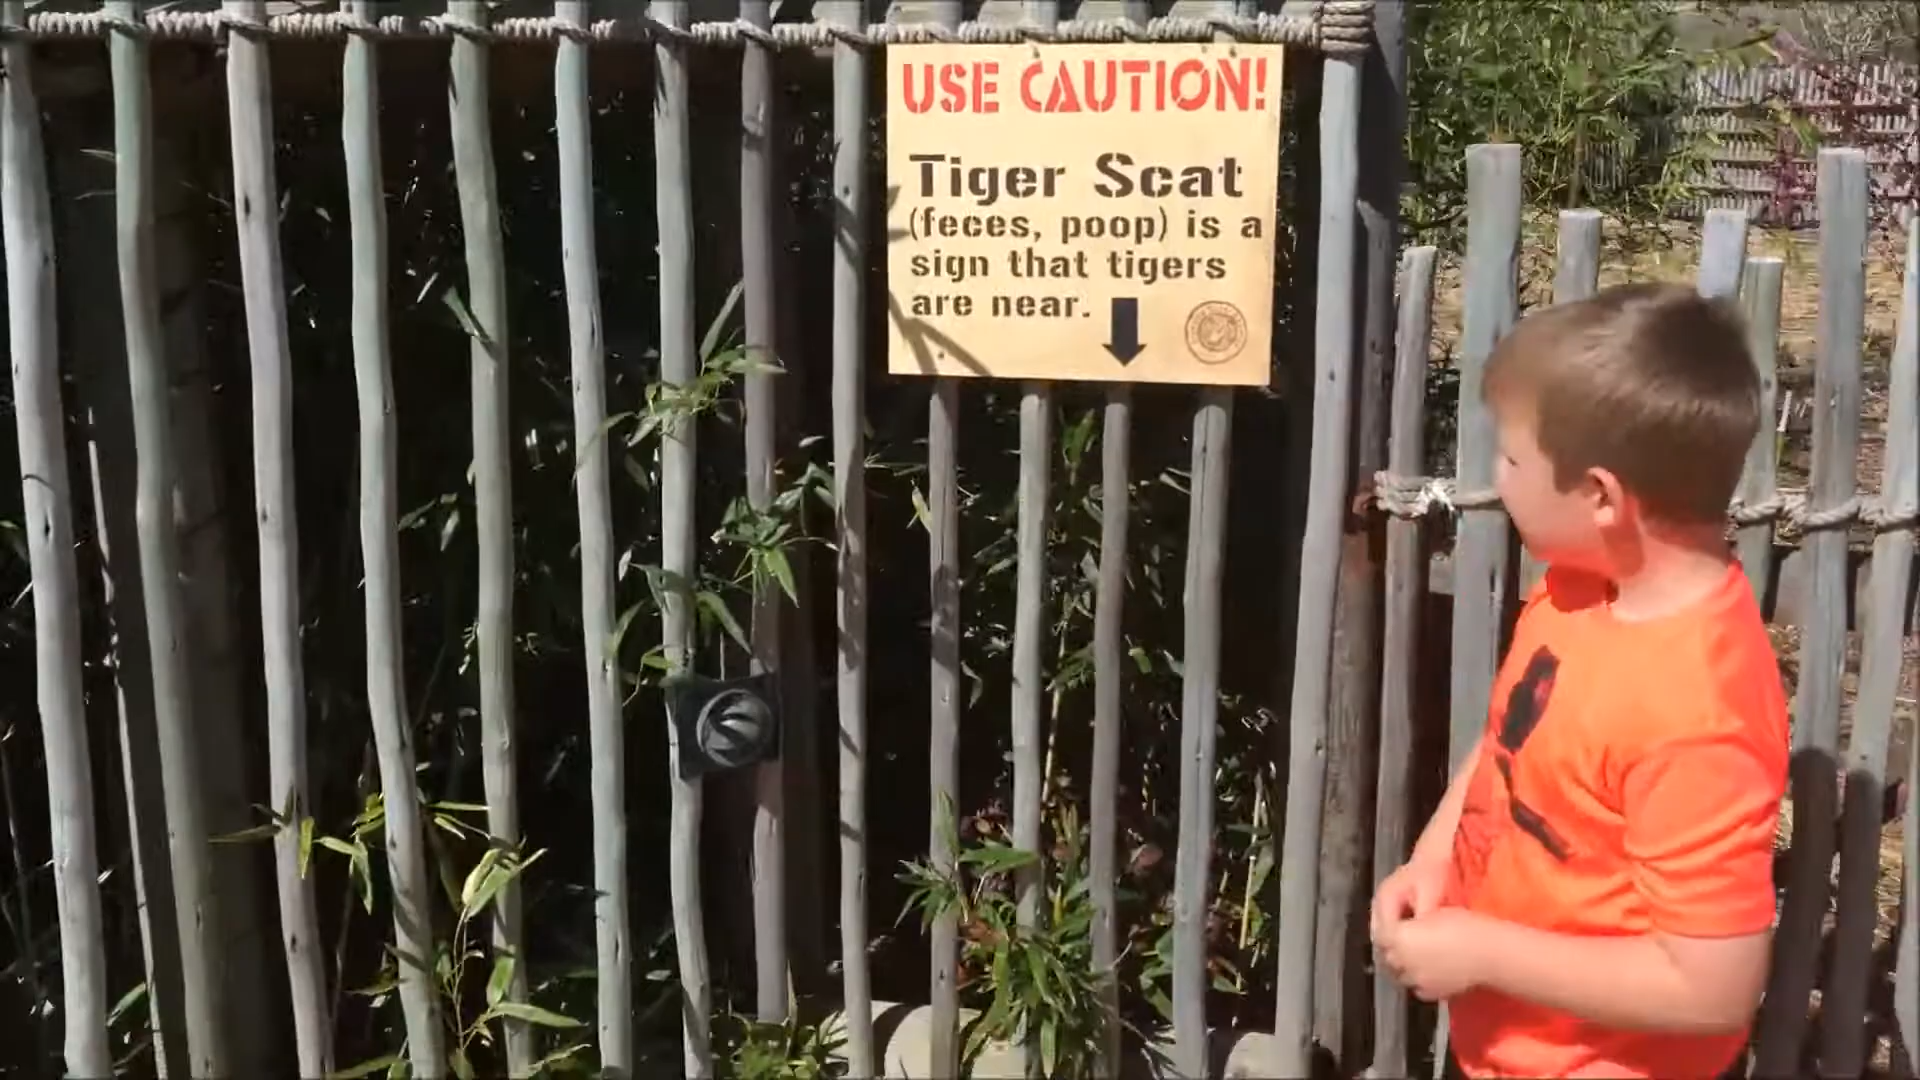 USE CAUTION!
Tiger Scat
(feces, poop) is a
sign that tigers
are near.